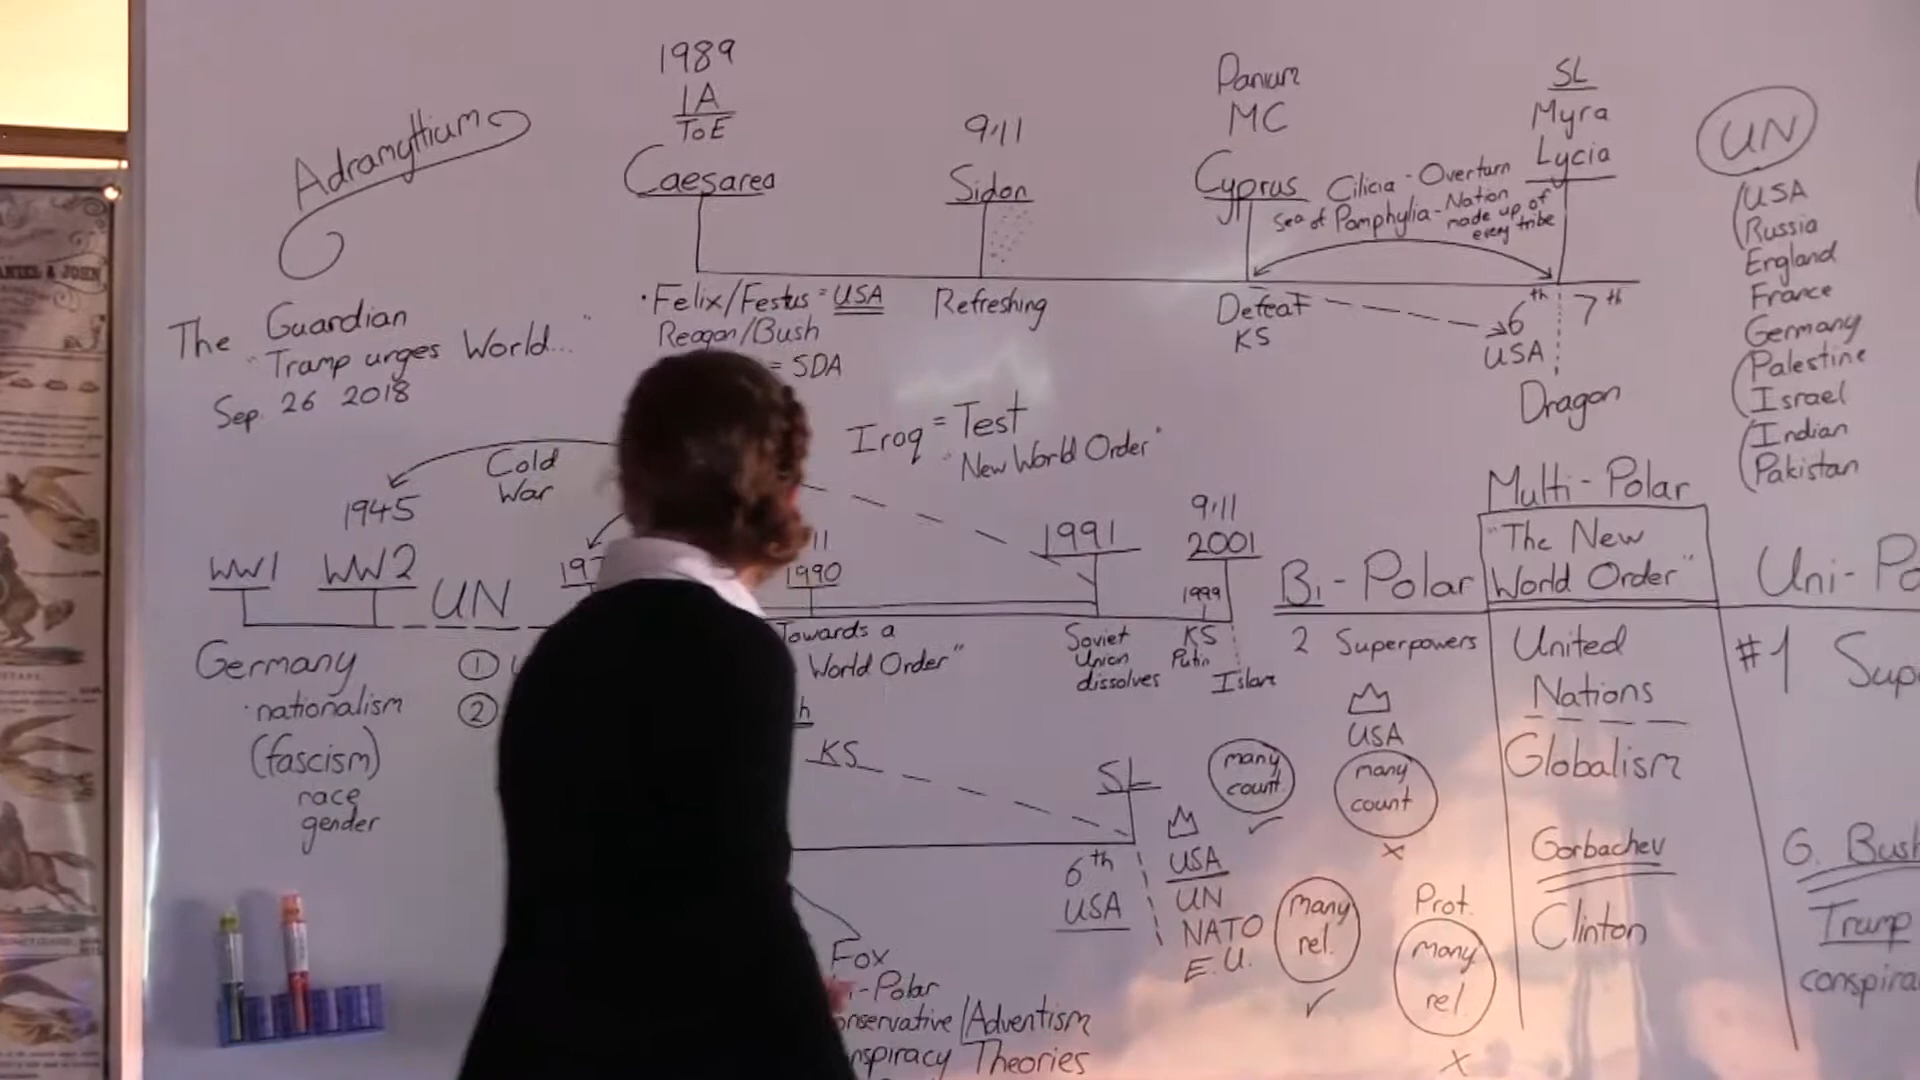 Adramyttium
The Guardian
"Tramp urges World..."
Sep. 26 2018
1989
1A
ToE
Caesarea
9/11
Sidon
Panium
MC
Cyprus
Cilicia - Overturn
Sea of Pamphylia - Nation
made up of
every tribe
SL
Myra
Lycia
· Felix/Festus = USA
Reagan/Bush
= SDA
Refreshing
Defeat
KS
6th
USA
7th
Dragon
UN
USA
Russia
England
France
Germany
Palestine
Israel
Indian
Pakistan
Iraq = Test
"New World Order"
Cold
War
1945
WW1
WW2
UN
197
11
1990
1991
9/11
2001
1999
Germany
· nationalism
(fascism)
race
gender
①
②
Towards a
World Order"
h
KS
Soviet
Union
dissolves
KS
Putin
Islam
SL
6th
USA
USA
UN
NATO
E.U.
many
count.
✓
many
rel.
✓
Fox
i-Polar
onservative/Adventism
nspiracy Theories
Bi-Polar
2 Superpowers
USA
many
count
x
Prot.
many
rel.
x
Multi-Polar
"The New
World Order"
United
Nations
Globalism
Gorbachev
Clinton
Uni-Po
#1 Sup
G. Bush
Trump
conspira
ANIEL & JOHN